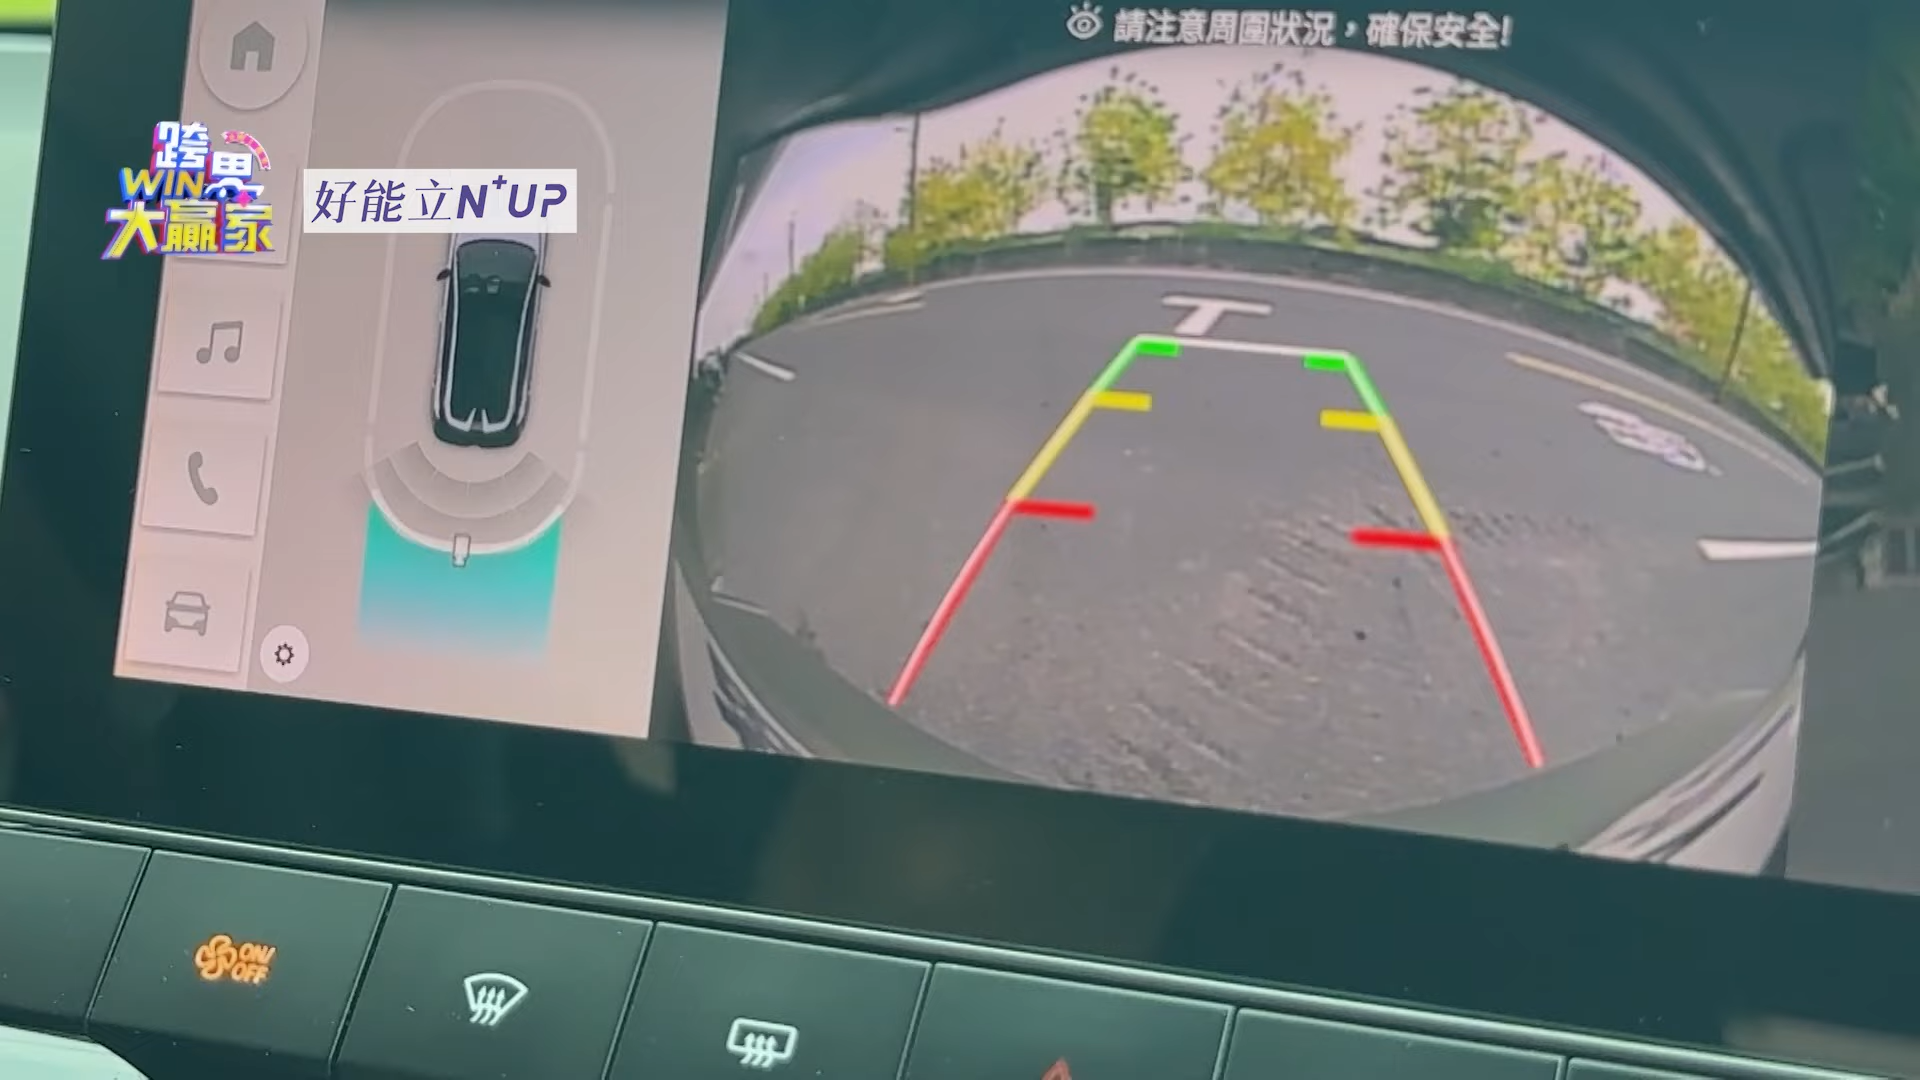 請注意周圍狀況，確保安全!
跨界
WIN
大贏家
好能立N+UP
ON/
OFF